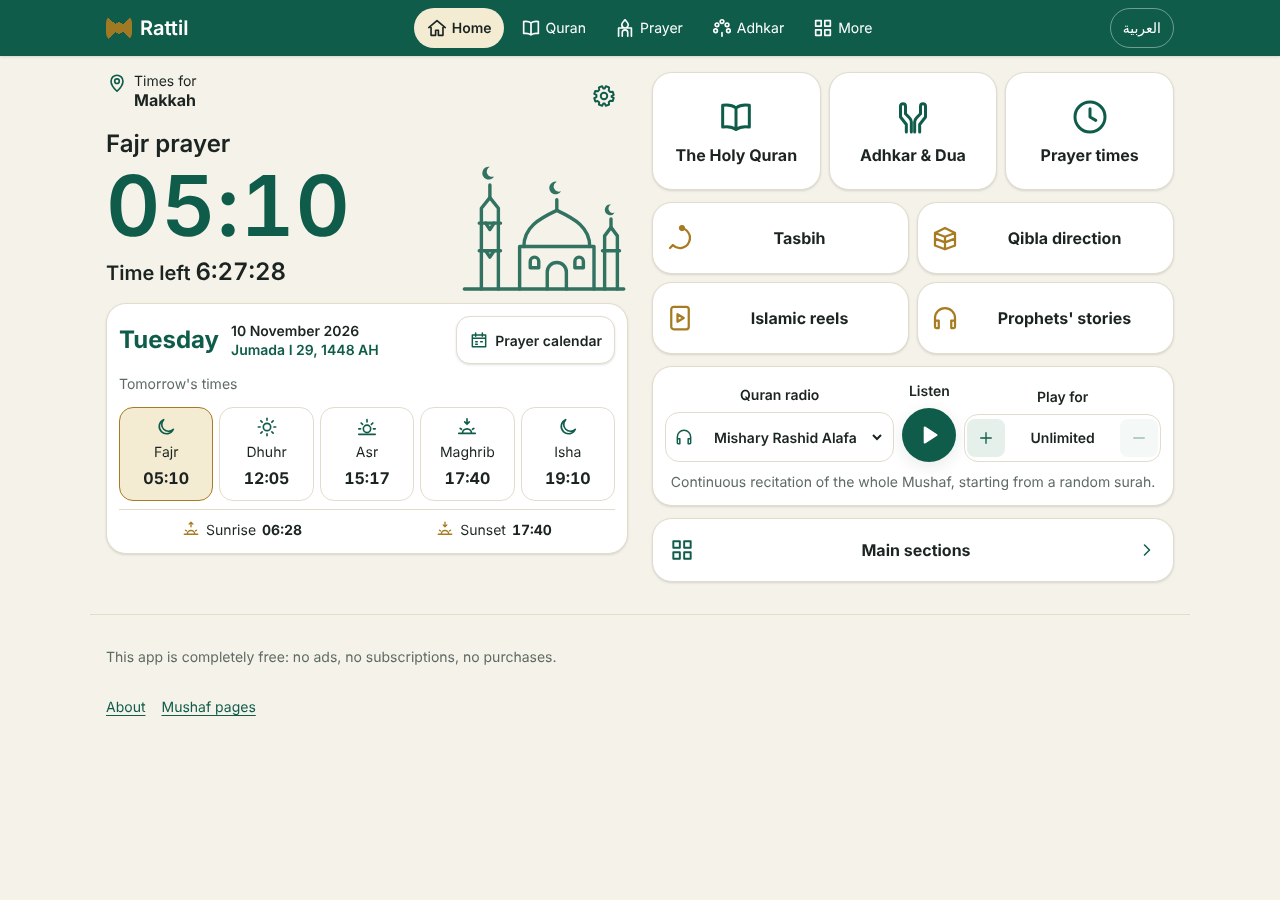 Rattil
Home
Quran
Prayer
Adhkar
More
العربية
Times for
Makkah
Fajr prayer
05:10
Time left 6:27:28
Tuesday
10 November 2026
Jumada I 29, 1448 AH
Prayer calendar
Tomorrow's times
Fajr
05:10
Dhuhr
12:05
Asr
15:17
Maghrib
17:40
Isha
19:10
Sunrise 06:28
Sunset 17:40
The Holy Quran
Adhkar & Dua
Prayer times
Tasbih
Qibla direction
Islamic reels
Prophets' stories
Quran radio
Mishary Rashid Alafa
Listen
Play for
Unlimited
Continuous recitation of the whole Mushaf, starting from a random surah.
Main sections
This app is completely free: no ads, no subscriptions, no purchases.
About
Mushaf pages